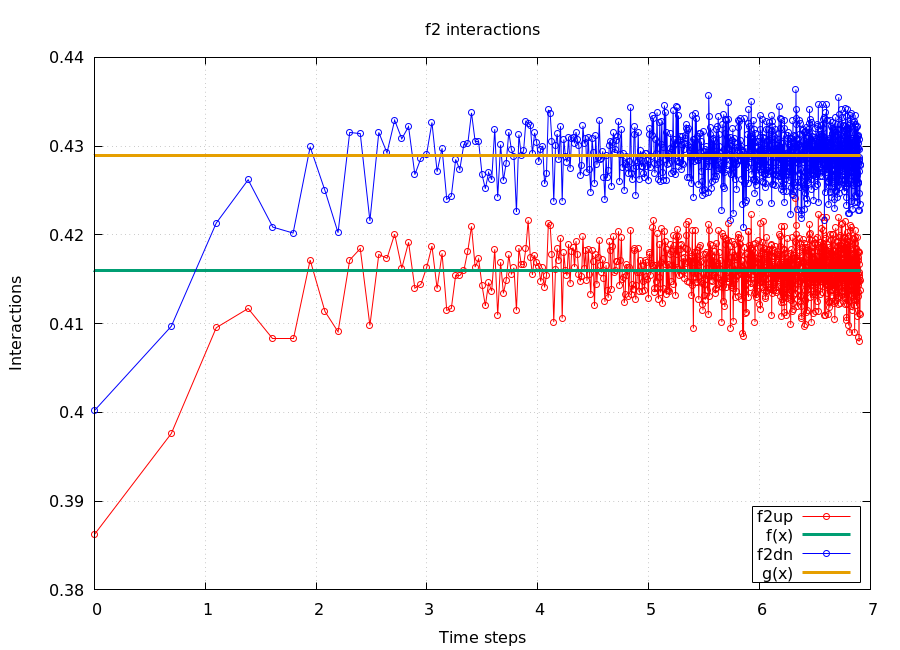 f2 interactions
0.44
0.43
0.42
0.41
0.4
0.39
0.38
Interactions
0 1 2 3 4 5 6 7
Time steps
f2up
f(x)
f2dn
g(x)